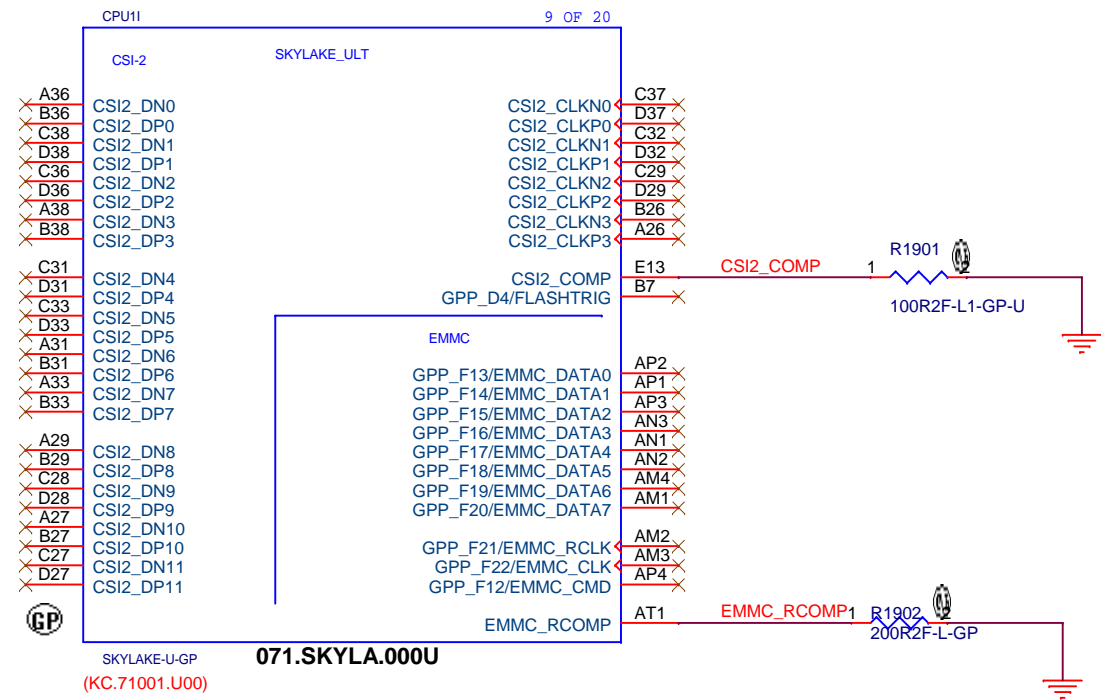 CPU1I
9 OF 20
CSI-2
SKYLAKE_ULT
A36 CSI2_DN0
B36 CSI2_DP0
C38 CSI2_DN1
D38 CSI2_DP1
C36 CSI2_DN2
D36 CSI2_DP2
A38 CSI2_DN3
B38 CSI2_DP3
C31 CSI2_DN4
D31 CSI2_DP4
C33 CSI2_DN5
D33 CSI2_DP5
A31 CSI2_DN6
B31 CSI2_DP6
A33 CSI2_DN7
B33 CSI2_DP7
A29 CSI2_DN8
B29 CSI2_DP8
C28 CSI2_DN9
D28 CSI2_DP9
A27 CSI2_DN10
B27 CSI2_DP10
C27 CSI2_DN11
D27 CSI2_DP11
CSI2_CLKN0 C37
CSI2_CLKP0 D37
CSI2_CLKN1 C32
CSI2_CLKP1 D32
CSI2_CLKN2 C29
CSI2_CLKP2 D29
CSI2_CLKN3 B26
CSI2_CLKP3 A26
CSI2_COMP E13 CSI2_COMP 1 R1901 2
100R2F-L1-GP-U
GPP_D4/FLASHTRIG B7
EMMC
GPP_F13/EMMC_DATA0 AP2
GPP_F14/EMMC_DATA1 AP1
GPP_F15/EMMC_DATA2 AP3
GPP_F16/EMMC_DATA3 AN3
GPP_F17/EMMC_DATA4 AN1
GPP_F18/EMMC_DATA5 AN2
GPP_F19/EMMC_DATA6 AM4
GPP_F20/EMMC_DATA7 AM1
GPP_F21/EMMC_RCLK AM2
GPP_F22/EMMC_CLK AM3
GPP_F12/EMMC_CMD AP4
EMMC_RCOMP AT1 EMMC_RCOMP 1 R1902 2
200R2F-L-GP
GP
SKYLAKE-U-GP
071.SKYLA.000U
(KC.71001.U00)